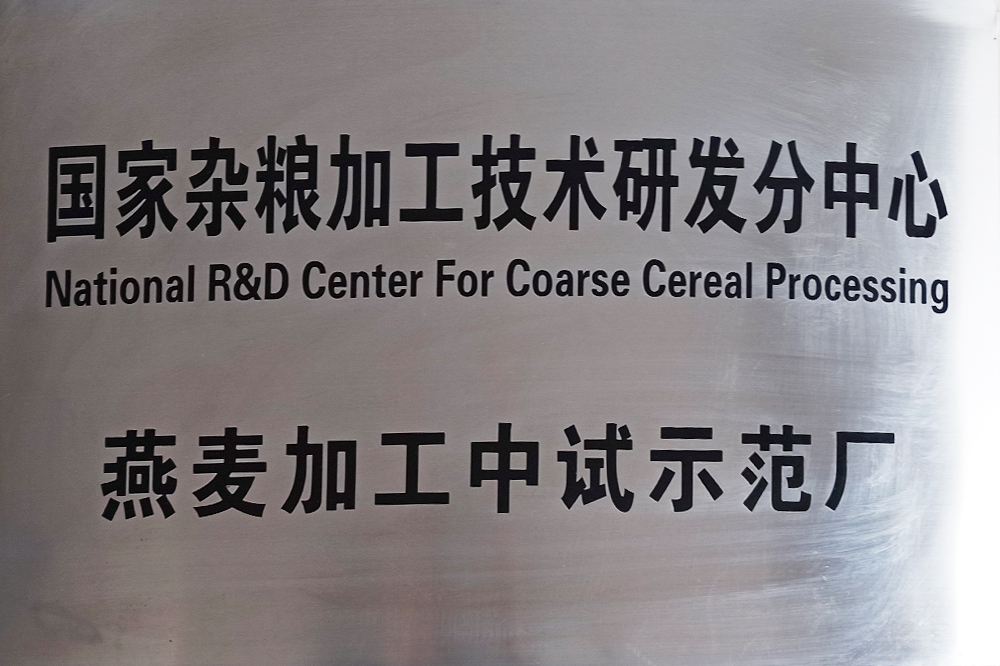 国家杂粮加工技术研发分中心
National R&D Center For Coarse Cereal Processing
燕麦加工中试示范厂